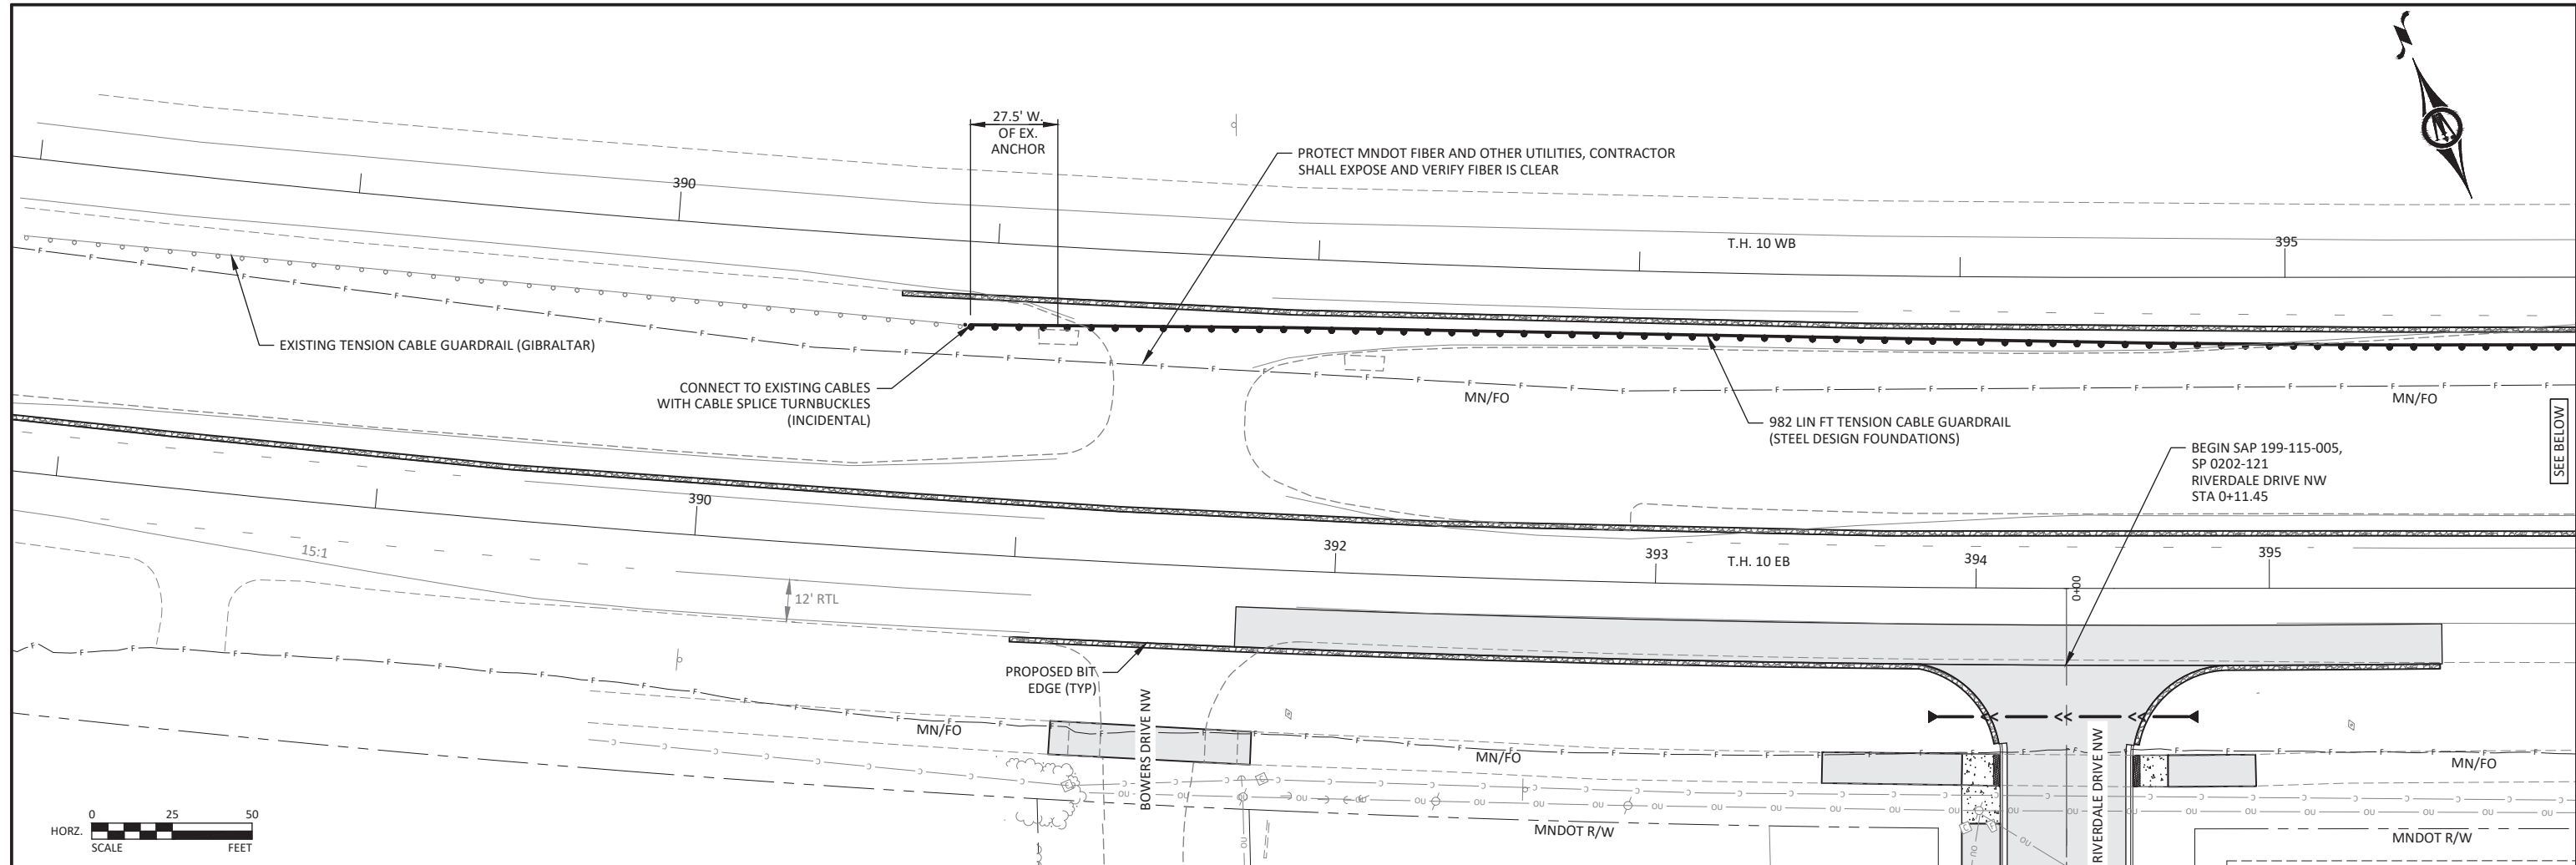 N
27.5' W.
OF EX.
ANCHOR
PROTECT MNDOT FIBER AND OTHER UTILITIES, CONTRACTOR
SHALL EXPOSE AND VERIFY FIBER IS CLEAR
390
T.H. 10 WB
395
EXISTING TENSION CABLE GUARDRAIL (GIBRALTAR)
CONNECT TO EXISTING CABLES
WITH CABLE SPLICE TURNBUCKLES
(INCIDENTAL)
MN/FO
MN/FO
982 LIN FT TENSION CABLE GUARDRAIL
(STEEL DESIGN FOUNDATIONS)
BEGIN SAP 199-115-005,
SP 0202-121
RIVERDALE DRIVE NW
STA 0+11.45
SEE BELOW
390
392
393
T.H. 10 EB
394
395
15:1
12' RTL
0+00
PROPOSED BIT
EDGE (TYP)
BOWERS DRIVE NW
RIVERDALE DRIVE NW
MN/FO
MN/FO
MN/FO
MNDOT R/W
MNDOT R/W
0 25 50
HORZ.
SCALE FEET